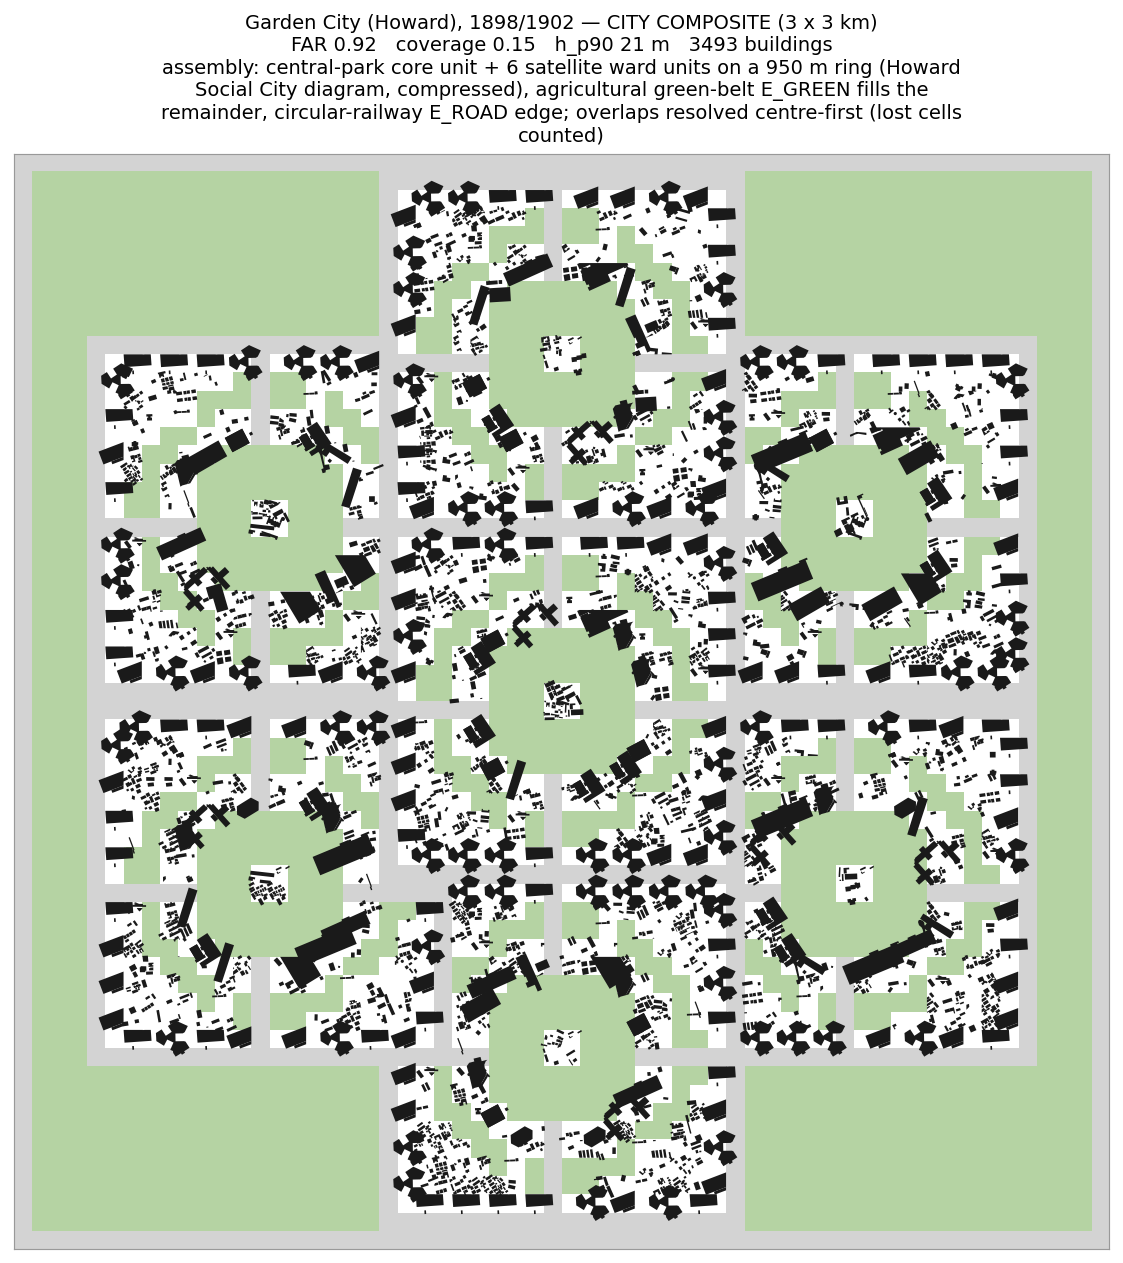 Garden City (Howard), 1898/1902 — CITY COMPOSITE (3 x 3 km)
FAR 0.92   coverage 0.15   h_p90 21 m   3493 buildings
assembly: central-park core unit + 6 satellite ward units on a 950 m ring (Howard
Social City diagram, compressed), agricultural green-belt E_GREEN fills the
remainder, circular-railway E_ROAD edge; overlaps resolved centre-first (lost cells
counted)